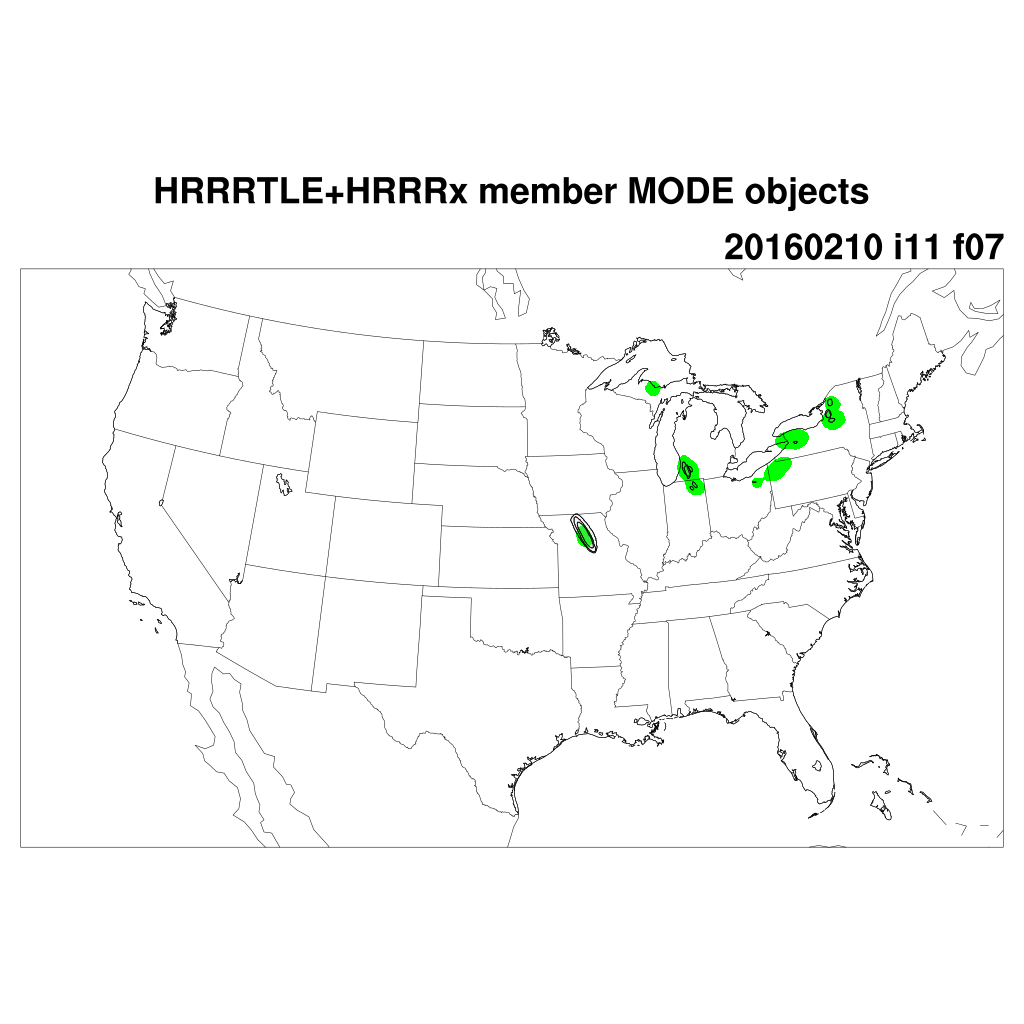 HRRRTLE+HRRRx member MODE objects
20160210 i11 f07